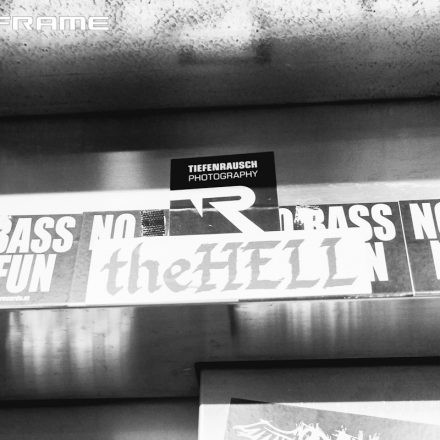 FRAME
TIEFENRAUSCH
PHOTOGRAPHY
R
BASS
FUN
NO
BASS
N
NO
theHELL